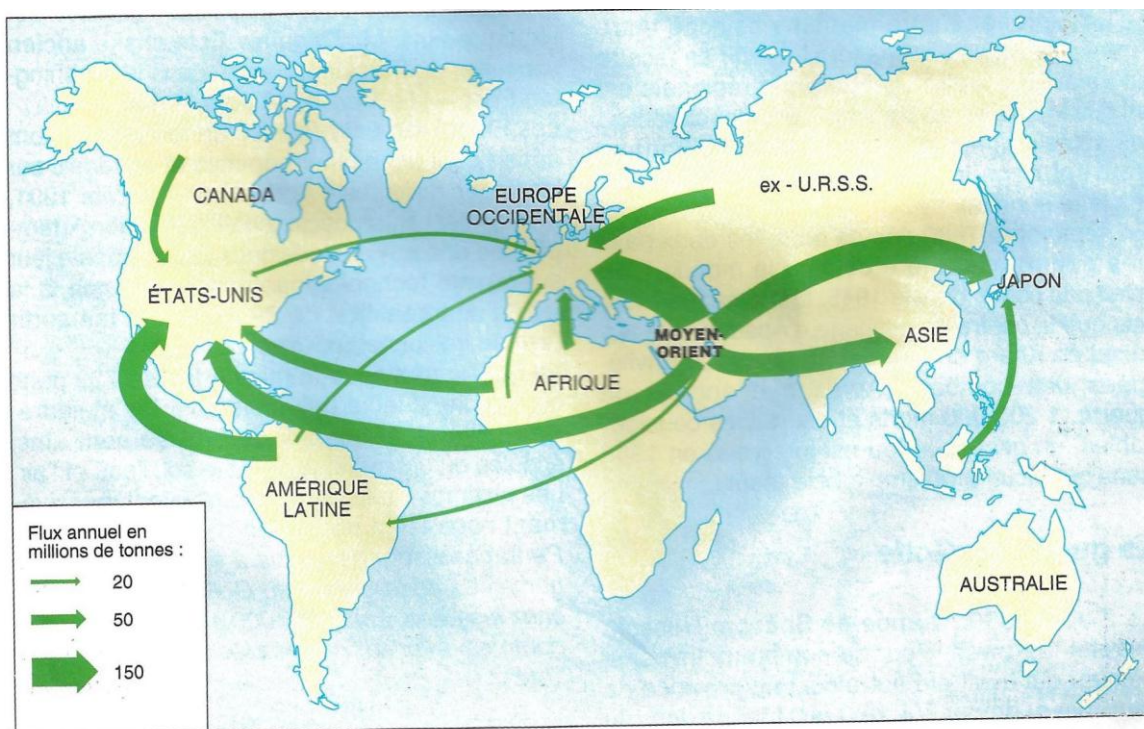 CANADA
EUROPE
OCCIDENTALE
ex - U.R.S.S.
ÉTATS-UNIS
JAPON
MOYEN-
ORIENT
ASIE
AFRIQUE
AMÉRIQUE
LATINE
AUSTRALIE
Flux annuel en
millions de tonnes :
20
50
150